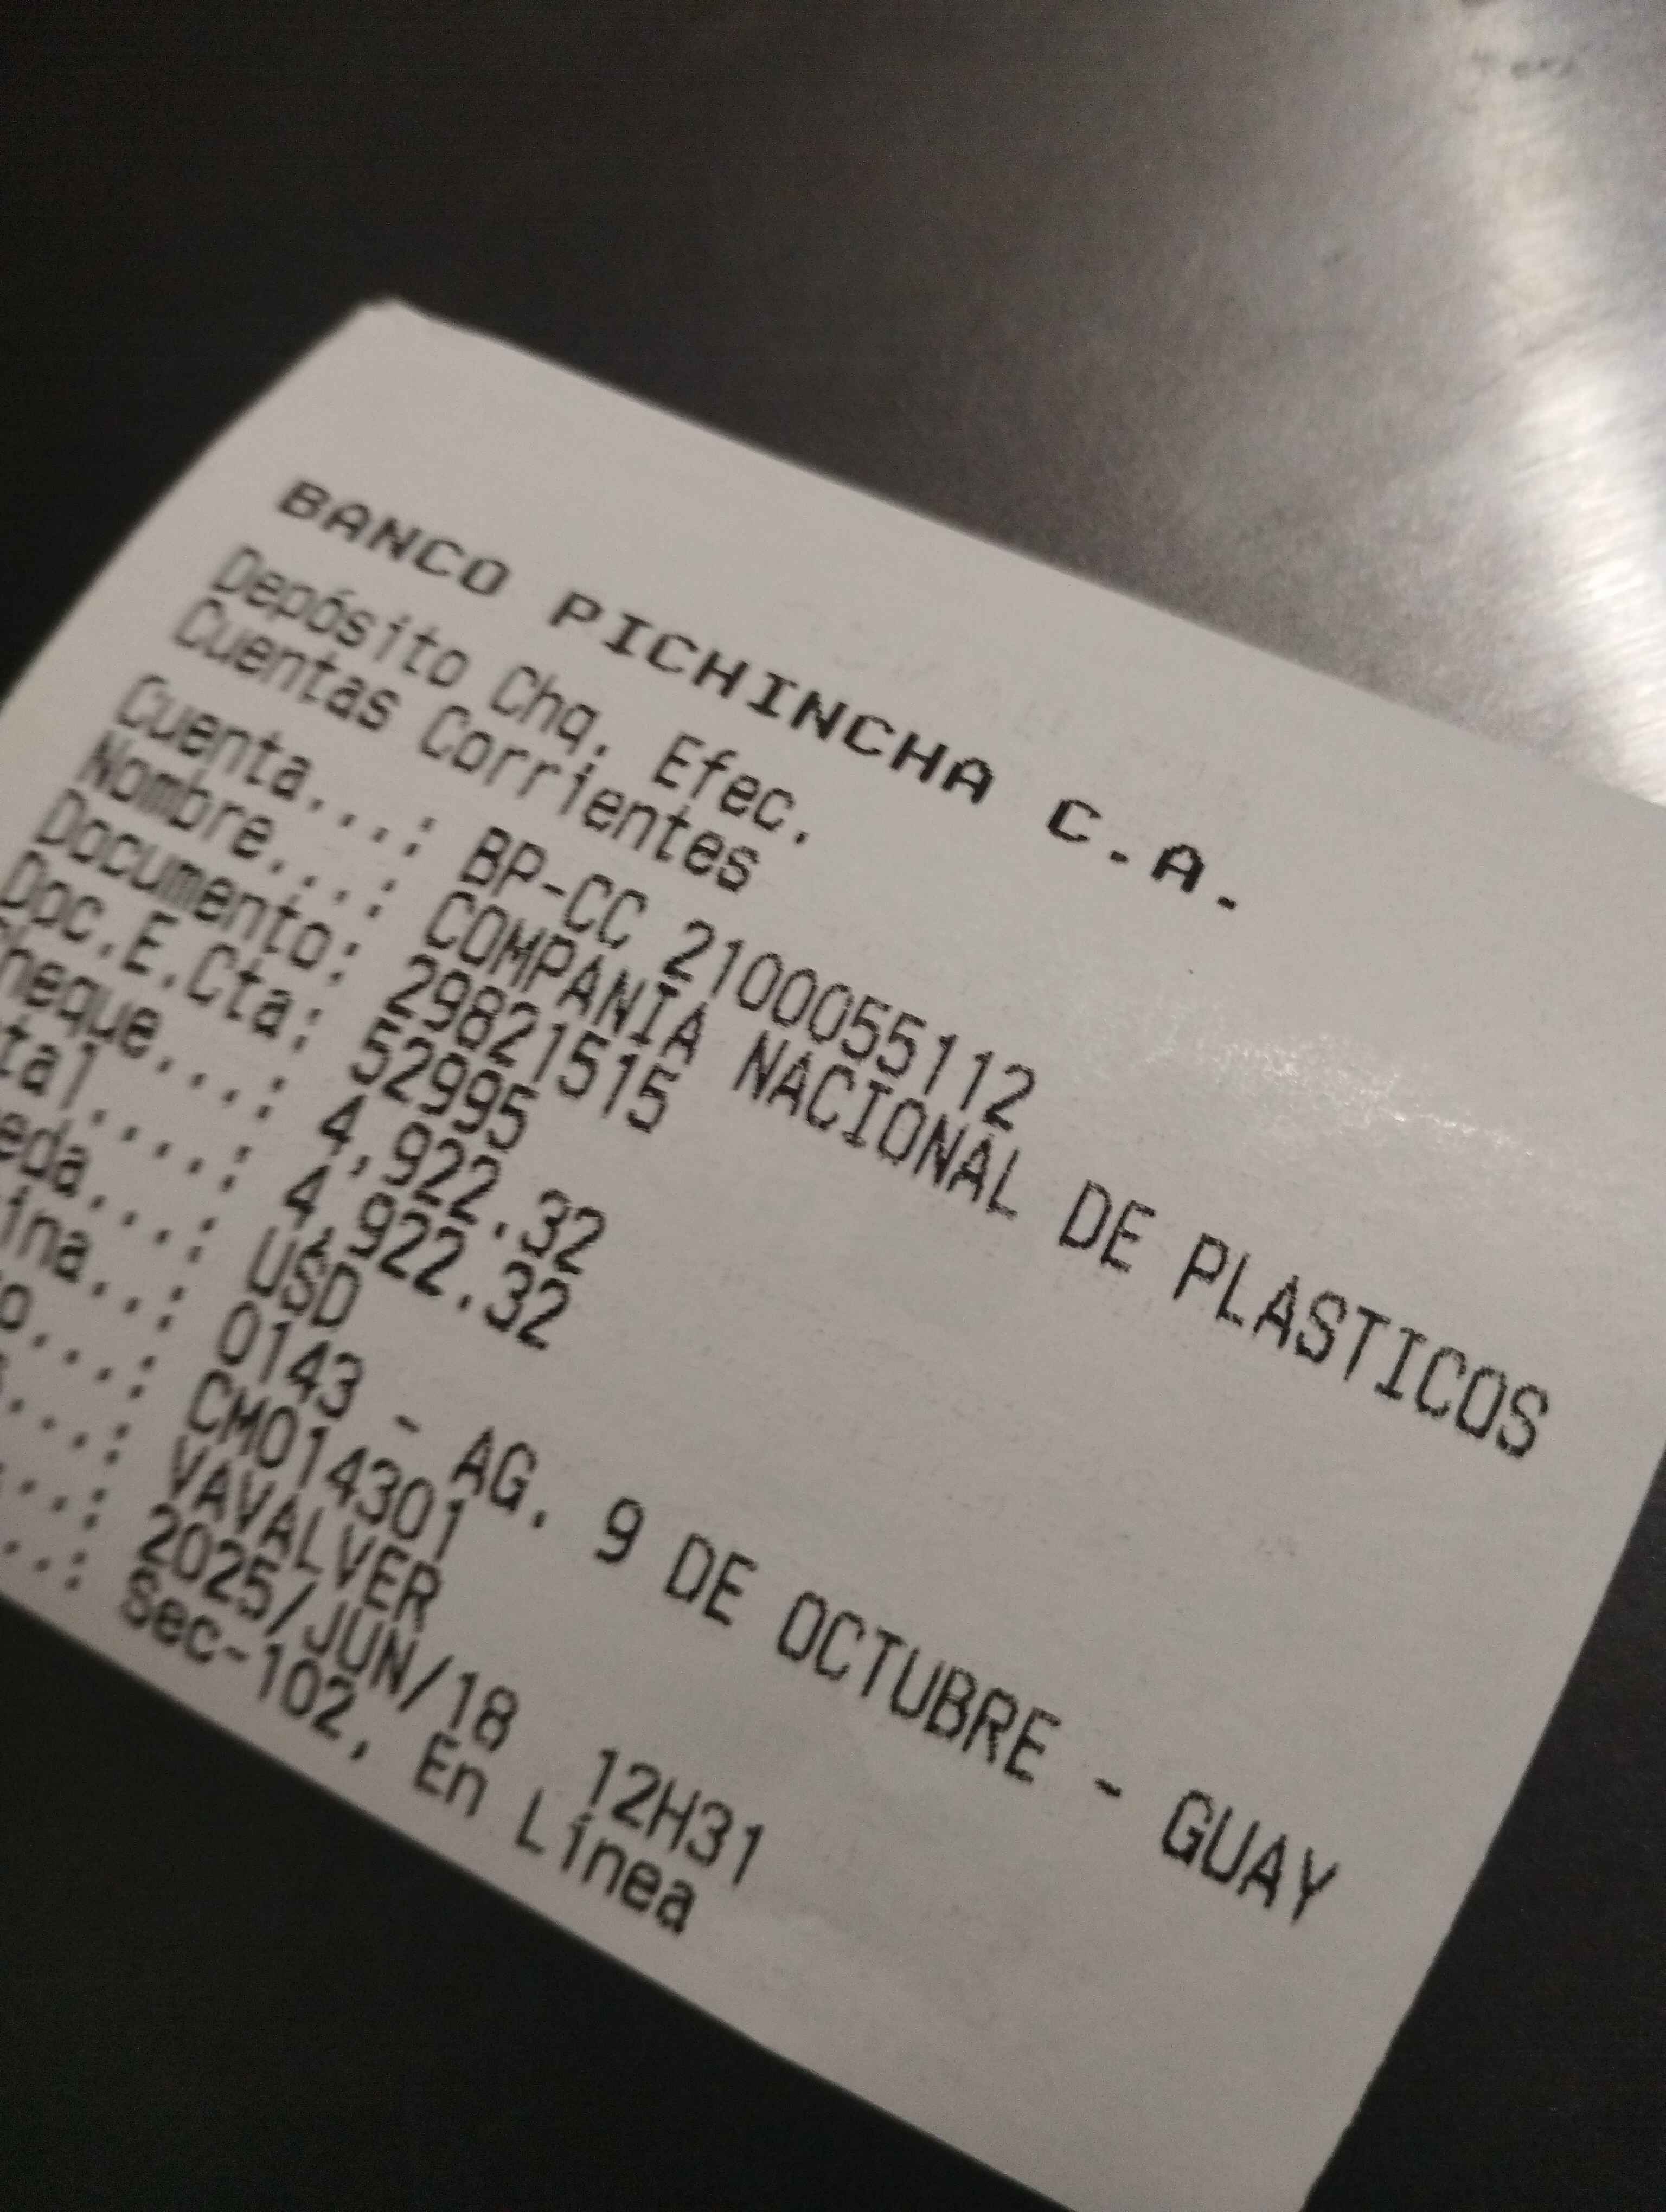 BANCO PICHINCHA C.A.
Depósito Chq. Efec.
Cuentas Corrientes
Cuenta...: BP-CC 2100055112
Nombre...: COMPANIA NACIONAL DE PLASTICOS
Documento: 29821515
Doc.E.Cta: 52995
heque...: 4,922.32
tal.....: 4,922.32
eda....: USD
ina..: 0143 - AG. 9 DE OCTUBRE - GUAY
o....: CM014301
...: VAVALVER
...: 2025/JUN/18 12H31
...: Sec-102, En Línea